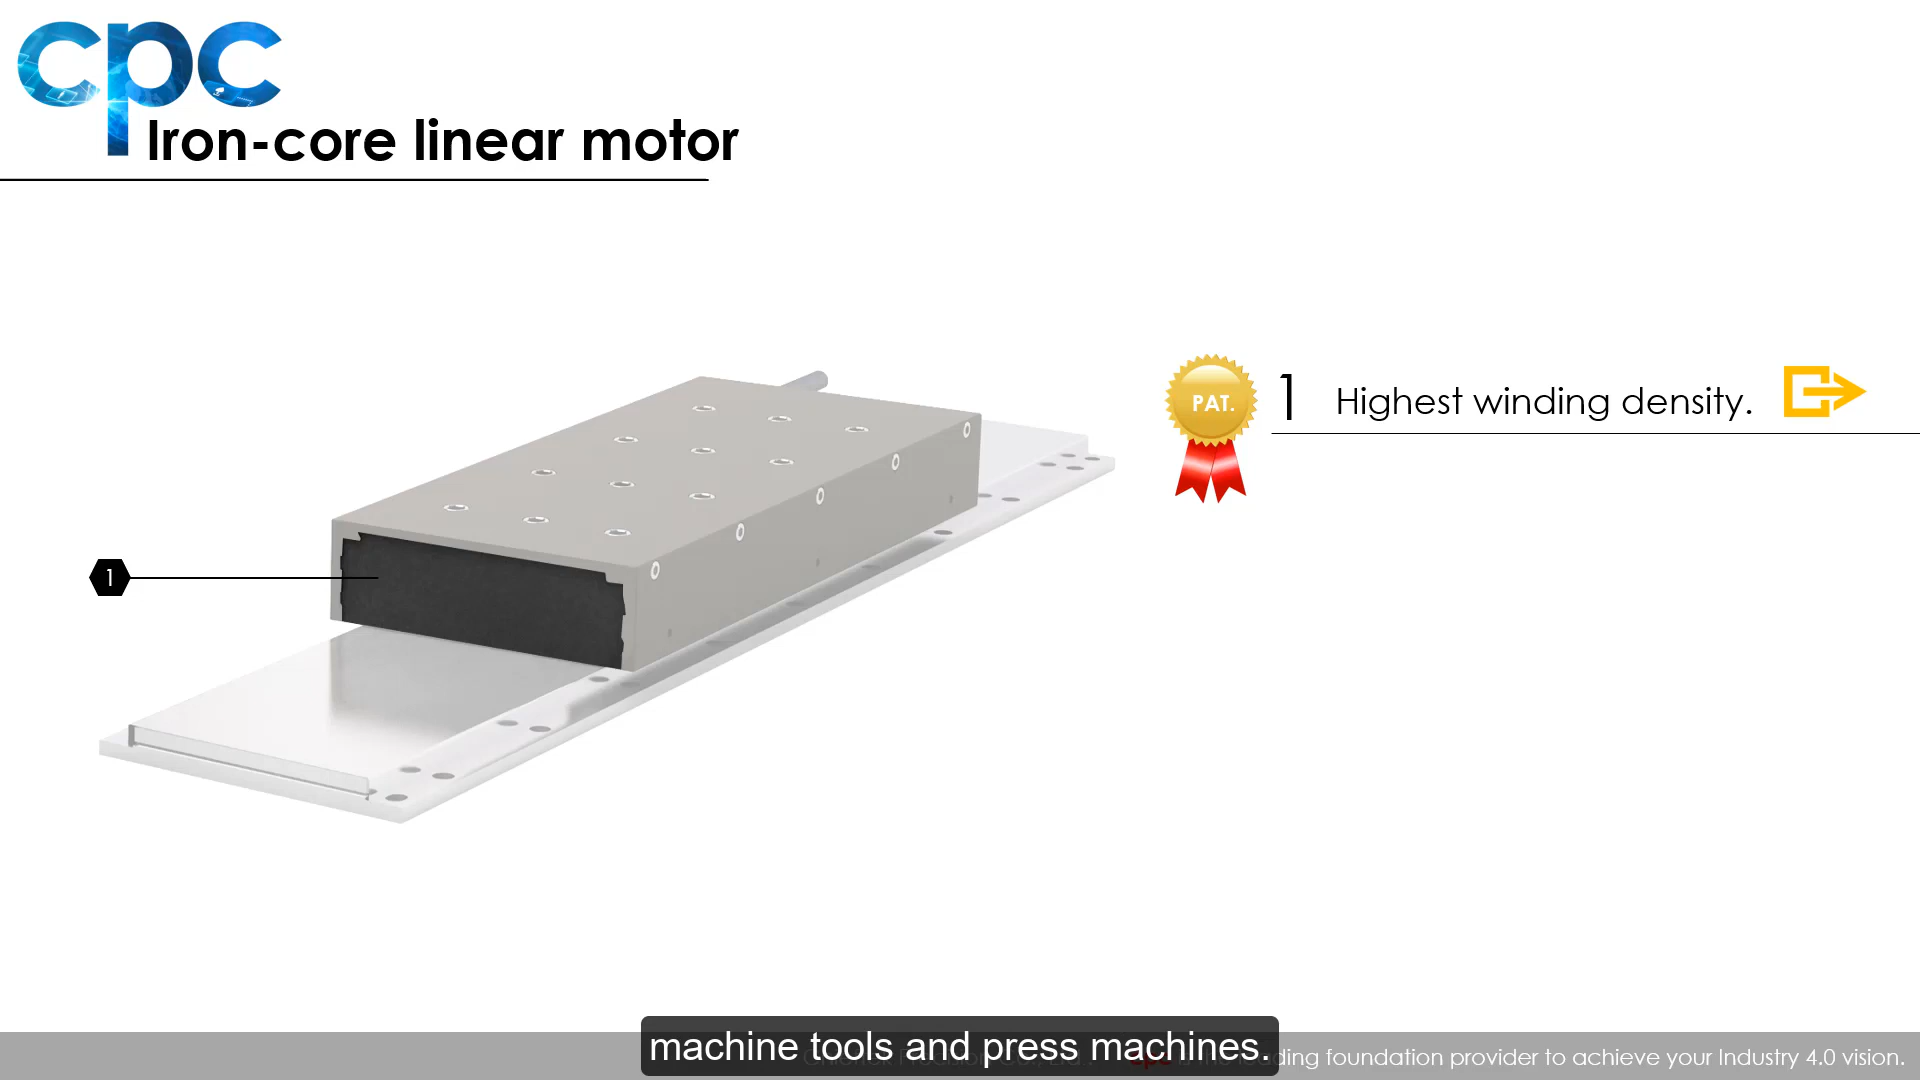 cpc
Iron-core linear motor
PAT.
1 Highest winding density.
1
machine tools and press machines.
ding foundation provider to achieve your Industry 4.0 vision.